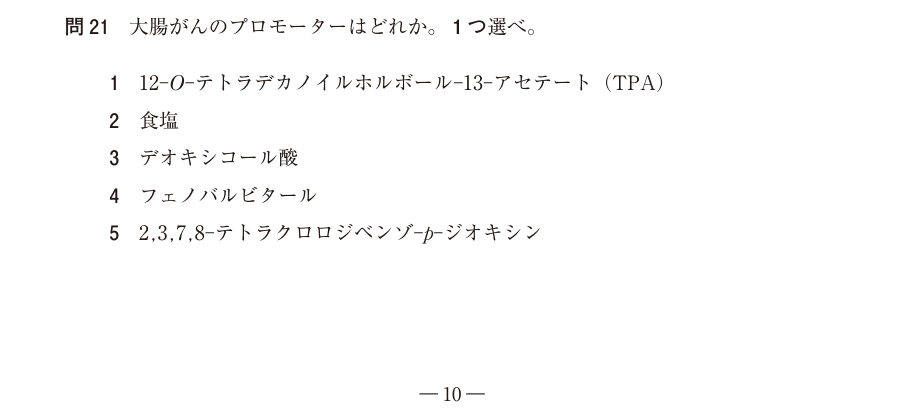 問21 大腸がんのプロモーターはどれか。1つ選べ。
1 12-O-テトラデカノイルホルボール-13-アセテート（TPA）
2 食塩
3 デオキシコール酸
4 フェノバルビタール
5 2,3,7,8-テトラクロロジベンゾ-p-ジオキシン
— 10 —